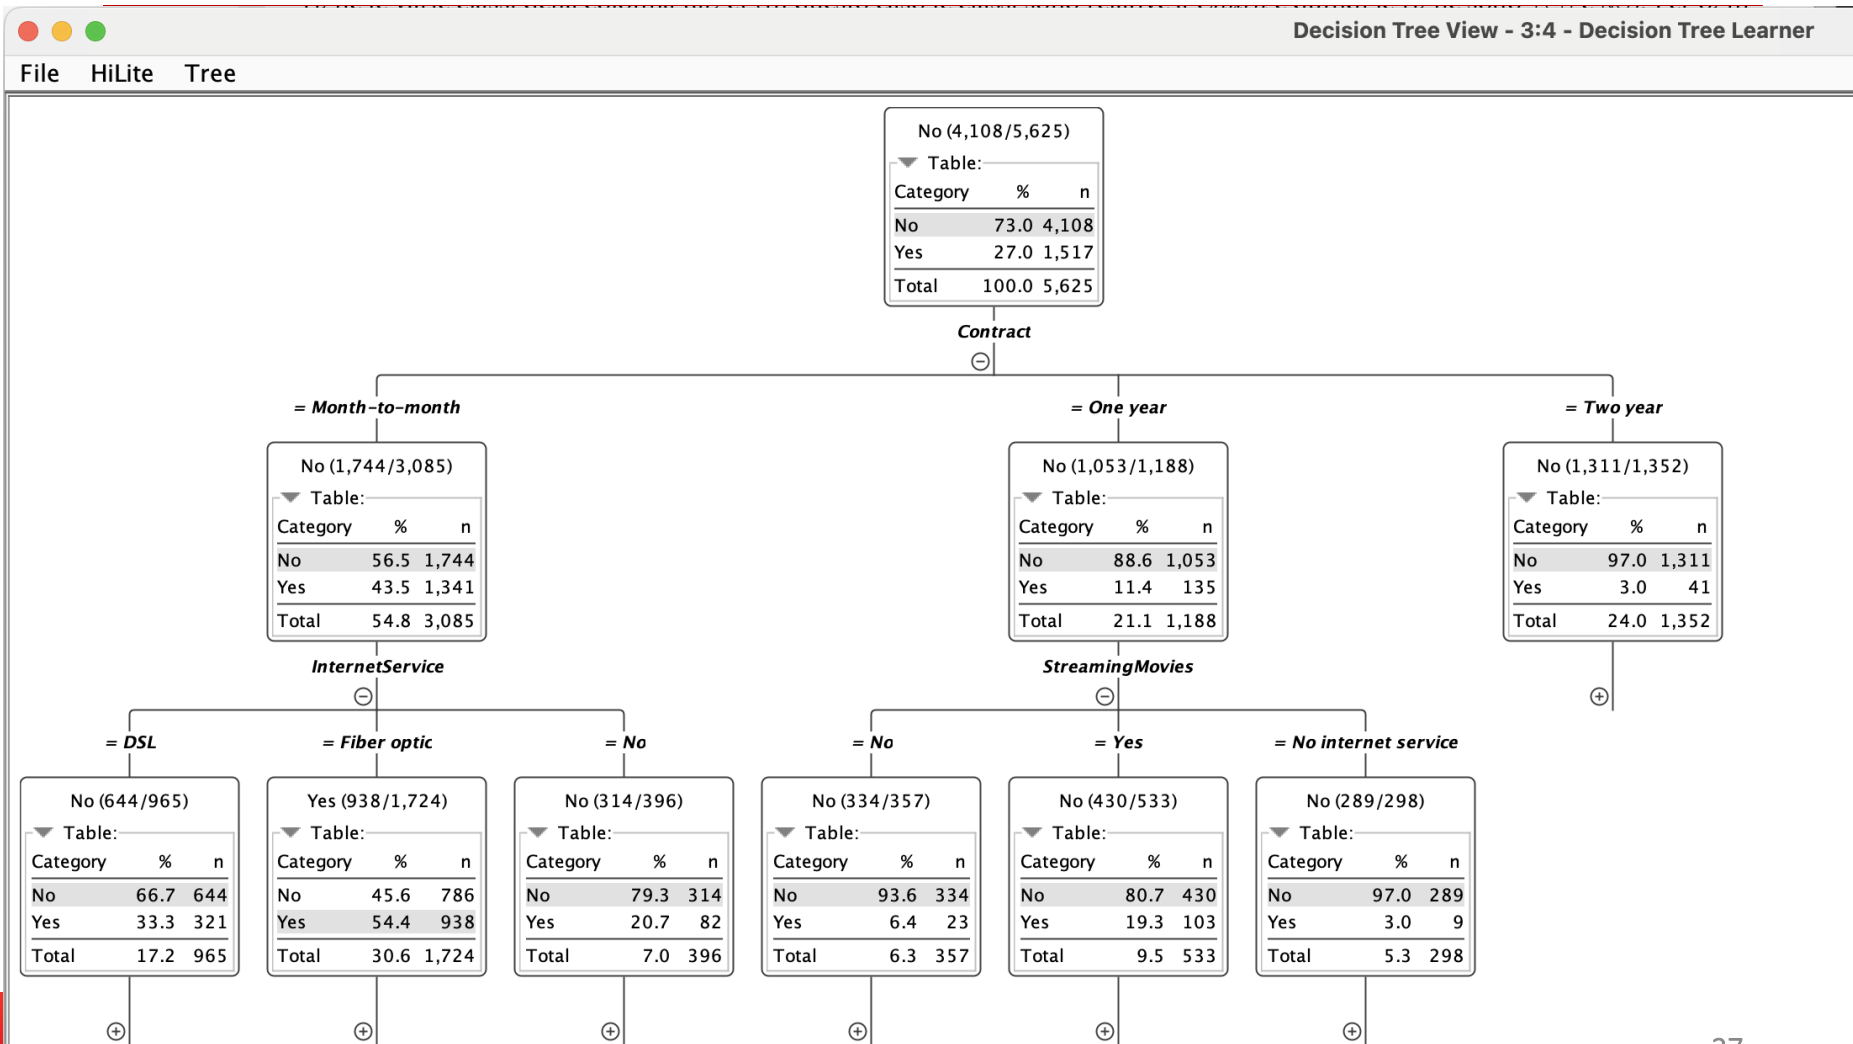 Decision Tree View - 3:4 - Decision Tree Learner
File HiLite Tree
No (4,108/5,625)
Table:
Category % n
No 73.0 4,108
Yes 27.0 1,517
Total 100.0 5,625
Contract
= Month-to-month
No (1,744/3,085)
Table:
Category % n
No 56.5 1,744
Yes 43.5 1,341
Total 54.8 3,085
InternetService
= One year
No (1,053/1,188)
Table:
Category % n
No 88.6 1,053
Yes 11.4 135
Total 21.1 1,188
StreamingMovies
= Two year
No (1,311/1,352)
Table:
Category % n
No 97.0 1,311
Yes 3.0 41
Total 24.0 1,352
= DSL
No (644/965)
Table:
Category % n
No 66.7 644
Yes 33.3 321
Total 17.2 965
= Fiber optic
Yes (938/1,724)
Table:
Category % n
No 45.6 786
Yes 54.4 938
Total 30.6 1,724
= No
No (314/396)
Table:
Category % n
No 79.3 314
Yes 20.7 82
Total 7.0 396
= No
No (334/357)
Table:
Category % n
No 93.6 334
Yes 6.4 23
Total 6.3 357
= Yes
No (430/533)
Table:
Category % n
No 80.7 430
Yes 19.3 103
Total 9.5 533
= No internet service
No (289/298)
Table:
Category % n
No 97.0 289
Yes 3.0 9
Total 5.3 298